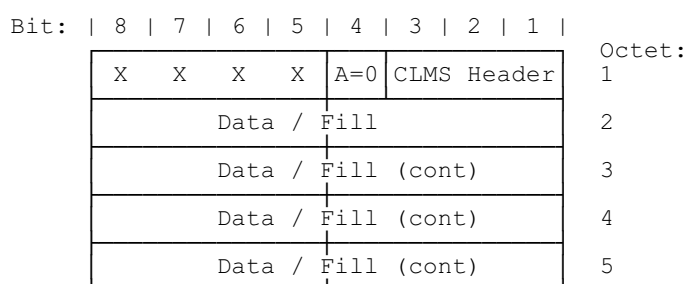 Bit: | 8 | 7 | 6 | 5 | 4 | 3 | 2 | 1 |
Octet:
X X X X A=0 CLMS Header 1
Data / Fill 2
Data / Fill (cont) 3
Data / Fill (cont) 4
Data / Fill (cont) 5